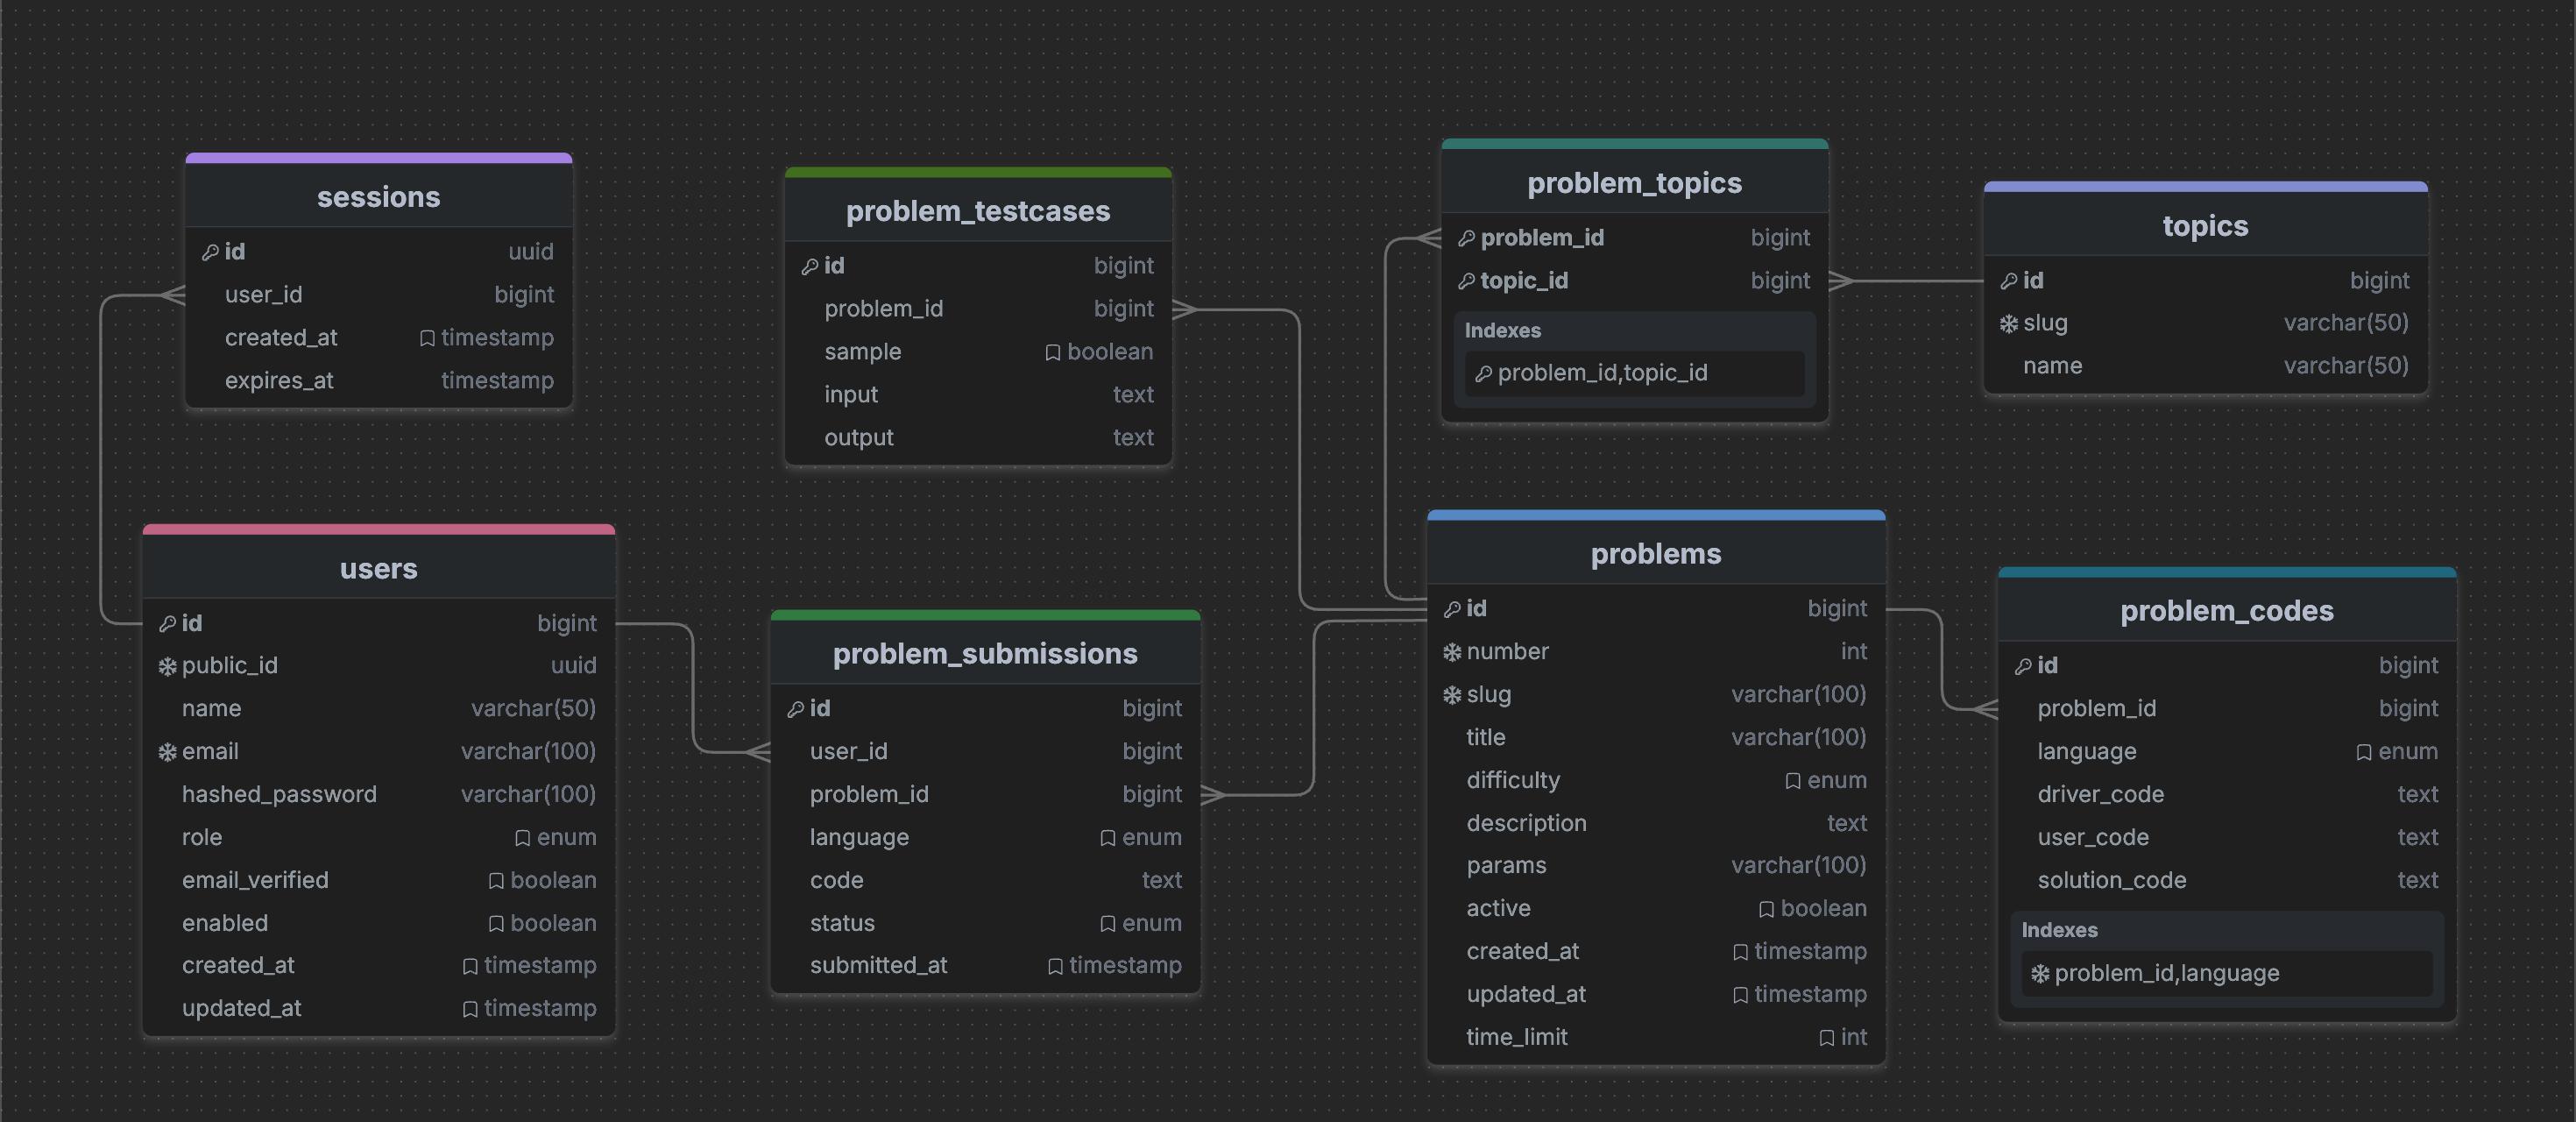 sessions
id uuid
user_id bigint
created_at timestamp
expires_at timestamp
problem_testcases
id bigint
problem_id bigint
sample boolean
input text
output text
problem_topics
problem_id bigint
topic_id bigint
Indexes
problem_id,topic_id
topics
id bigint
slug varchar(50)
name varchar(50)
users
id bigint
public_id uuid
name varchar(50)
email varchar(100)
hashed_password varchar(100)
role enum
email_verified boolean
enabled boolean
created_at timestamp
updated_at timestamp
problem_submissions
id bigint
user_id bigint
problem_id bigint
language enum
code text
status enum
submitted_at timestamp
problems
id bigint
number int
slug varchar(100)
title varchar(100)
difficulty enum
description text
params varchar(100)
active boolean
created_at timestamp
updated_at timestamp
time_limit int
problem_codes
id bigint
problem_id bigint
language enum
driver_code text
user_code text
solution_code text
Indexes
problem_id,language